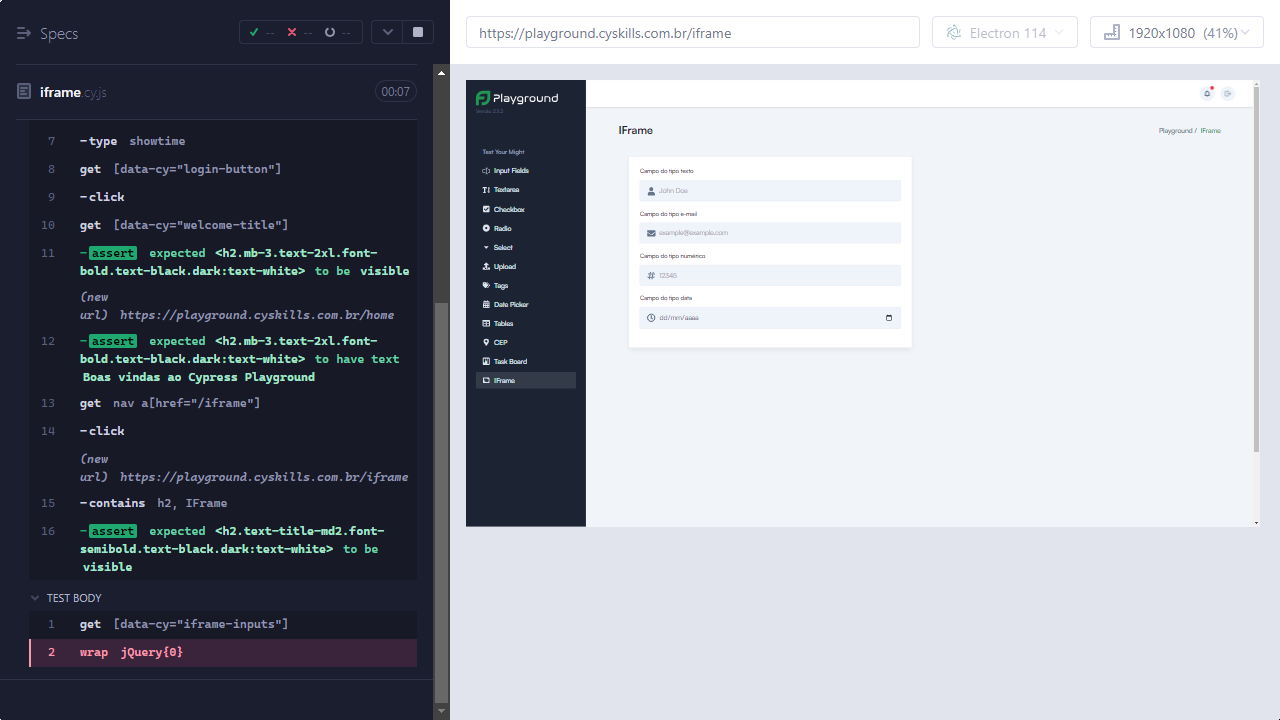 Specs
-- -- --
iframe.cy.js 00:07
7 -type showtime
8 get [data-cy="login-button"]
9 -click
10 get [data-cy="welcome-title"]
11 -assert expected <h2.mb-3.text-2xl.font-
bold.text-black.dark:text-white> to be visible
(new
url) https://playground.cyskills.com.br/home
12 -assert expected <h2.mb-3.text-2xl.font-
bold.text-black.dark:text-white> to have text
Boas vindas ao Cypress Playground
13 get nav a[href="/iframe"]
14 -click
(new
url) https://playground.cyskills.com.br/iframe
15 -contains h2, IFrame
16 -assert expected <h2.text-title-md2.font-
semibold.text-black.dark:text-white> to be
visible
TEST BODY
1 get [data-cy="iframe-inputs"]
2 wrap jQuery{0}
https://playground.cyskills.com.br/iframe
Electron 114
1920x1080 (41%)
Playground
Test Your Might
Input Fields
Textarea
Checkbox
Radio
Select
Upload
Tags
Date Picker
Tables
CEP
Task Board
IFrame
IFrame
Playground / IFrame
Campo do tipo texto
John Doe
Campo do tipo e-mail
example@example.com
Campo do tipo numérico
12345
Campo do tipo data
dd/mm/aaaa